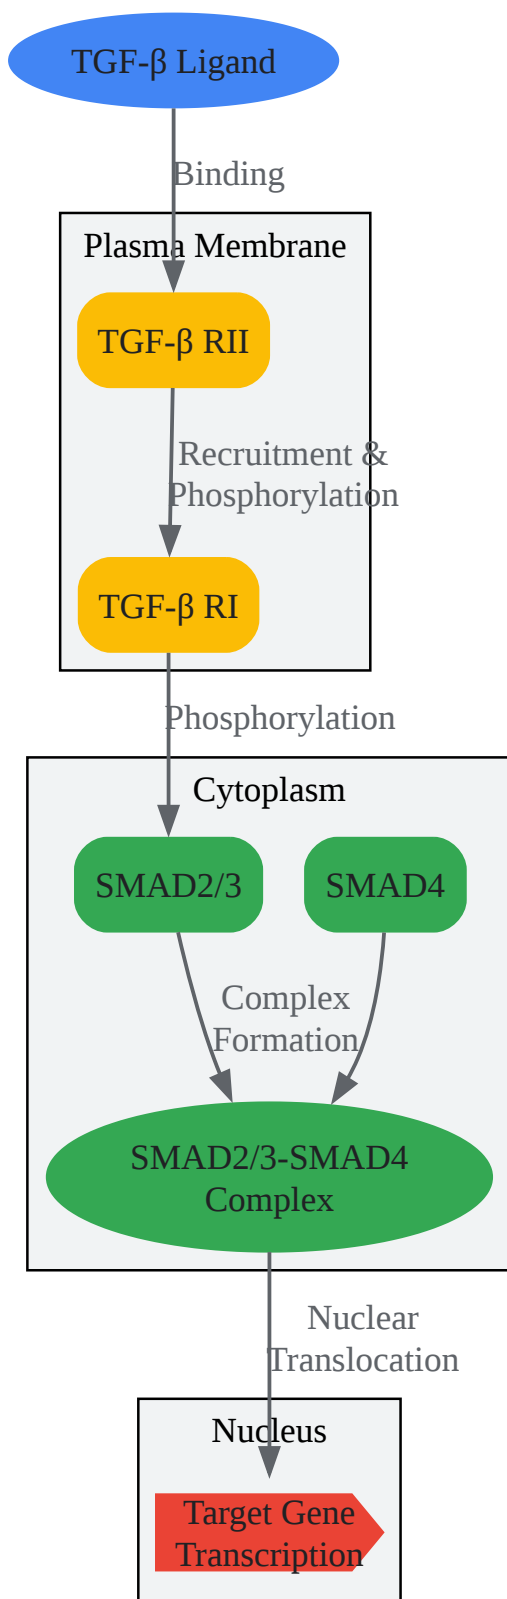 TGF-β Ligand
Binding
Plasma Membrane
TGF-β RII
Recruitment &
Phosphorylation
TGF-β RI
Phosphorylation
Cytoplasm
SMAD2/3
SMAD4
Complex
Formation
SMAD2/3-SMAD4
Complex
Nuclear
Translocation
Nucleus
Target Gene
Transcription